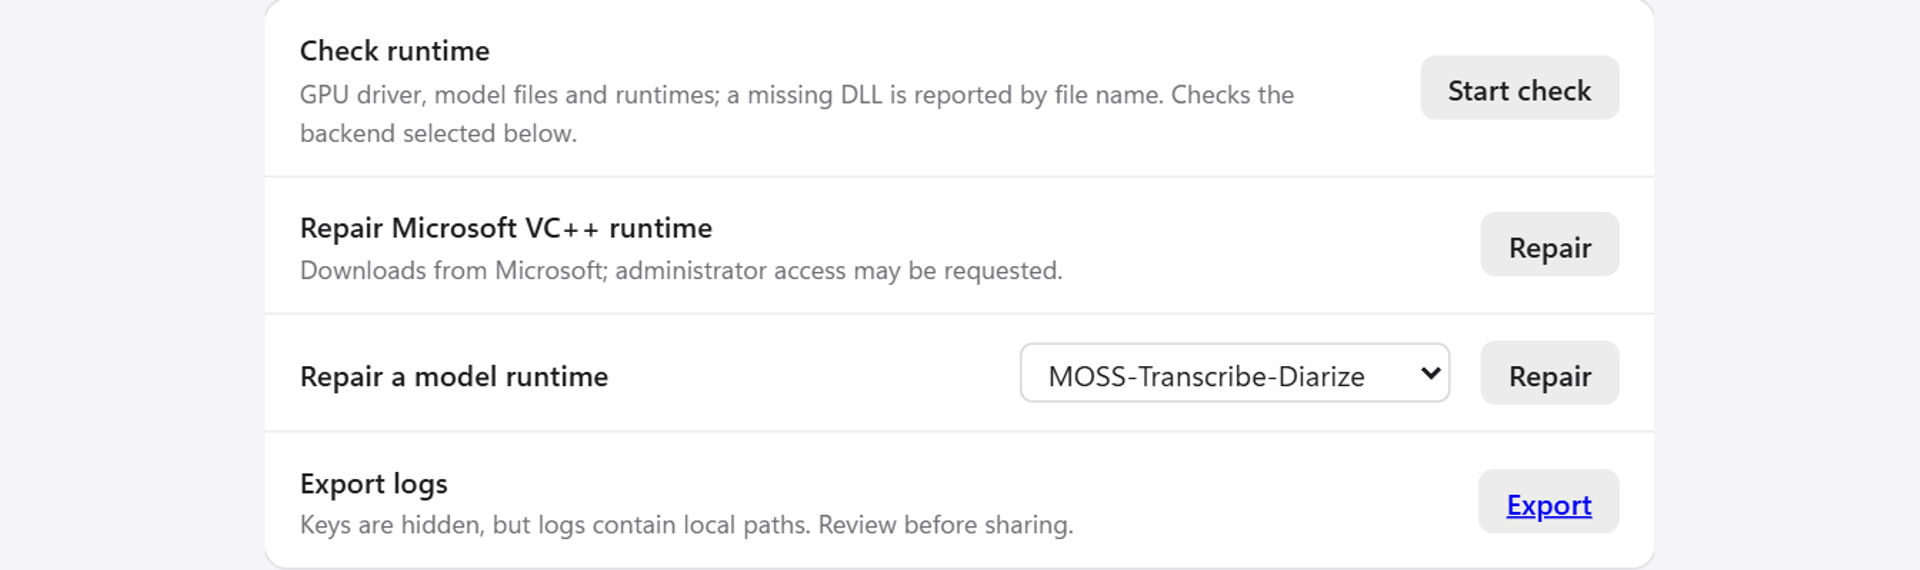 Check runtime
GPU driver, model files and runtimes; a missing DLL is reported by file name. Checks the
backend selected below.
Start check
Repair Microsoft VC++ runtime
Downloads from Microsoft; administrator access may be requested.
Repair
Repair a model runtime
MOSS-Transcribe-Diarize
Repair
Export logs
Keys are hidden, but logs contain local paths. Review before sharing.
Export